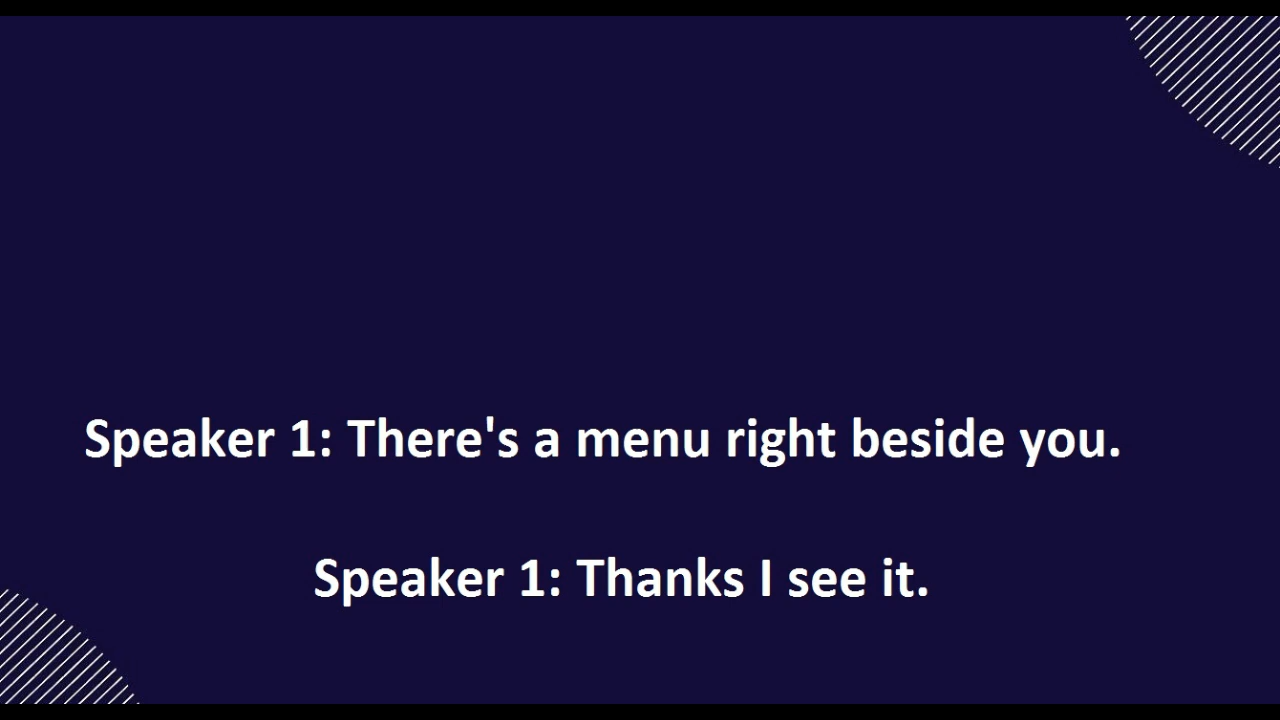 Speaker 1: There's a menu right beside you.
Speaker 1: Thanks I see it.